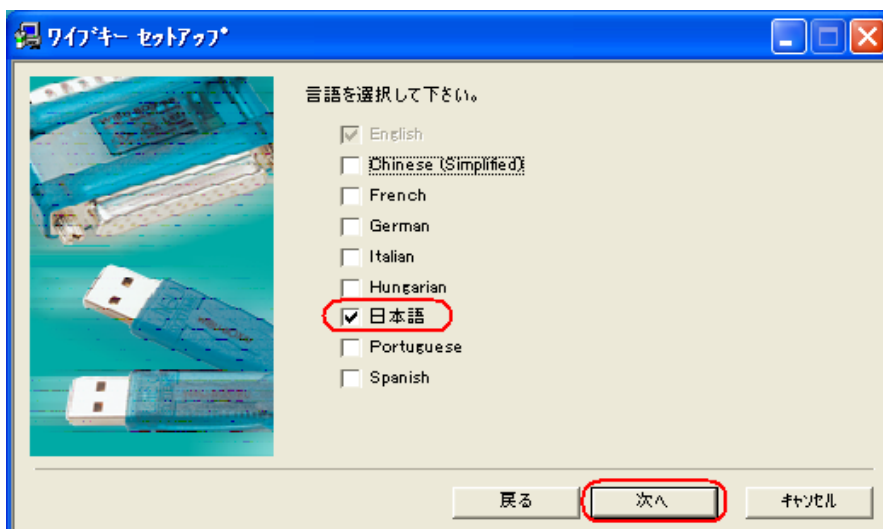 ﾜｲﾌﾞｷｰ ｾｯﾄｱｯﾌﾟ
言語を選択して下さい。
English
Chinese (Simplified)
French
German
Italian
Hungarian
日本語
Portuguese
Spanish
戻る 次へ ｷｬﾝｾﾙ